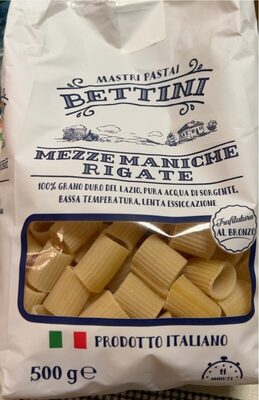 MASTRI PASTAI
BETTINI
MEZZE MANICHE
RIGATE
100% GRANO DURO DEL LAZIO, PURA ACQUA DI SORGENTE,
BASSA TEMPERATURA, LENTA ESSICCAZIONE
Trafilatura
AL BRONZO
PRODOTTO ITALIANO
500 g e
11
MINUTI